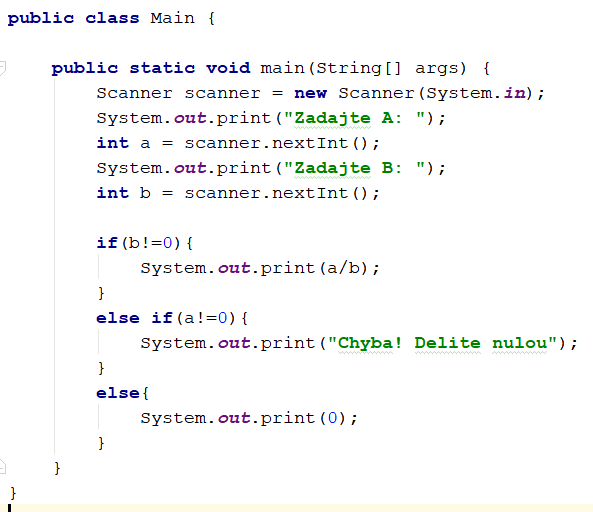 public class Main {
public static void main(String[] args) {
Scanner scanner = new Scanner(System.in);
System.out.print("Zadajte A: ");
int a = scanner.nextInt();
System.out.print("Zadajte B: ");
int b = scanner.nextInt();
if(b!=0){
System.out.print(a/b);
}
else if(a!=0){
System.out.print("Chyba! Delite nulou");
}
else{
System.out.print(0);
}
}
}